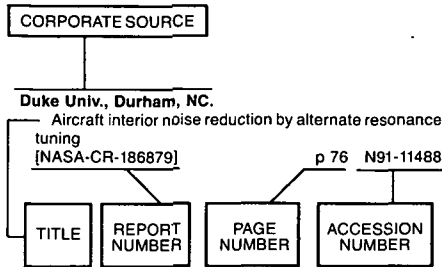 CORPORATE SOURCE
Duke Univ., Durham, NC.
Aircraft interior noise reduction by alternate resonance
tuning
[NASA-CR-186879] p 76 N91-11488
TITLE
REPORT
NUMBER
PAGE
NUMBER
ACCESSION
NUMBER